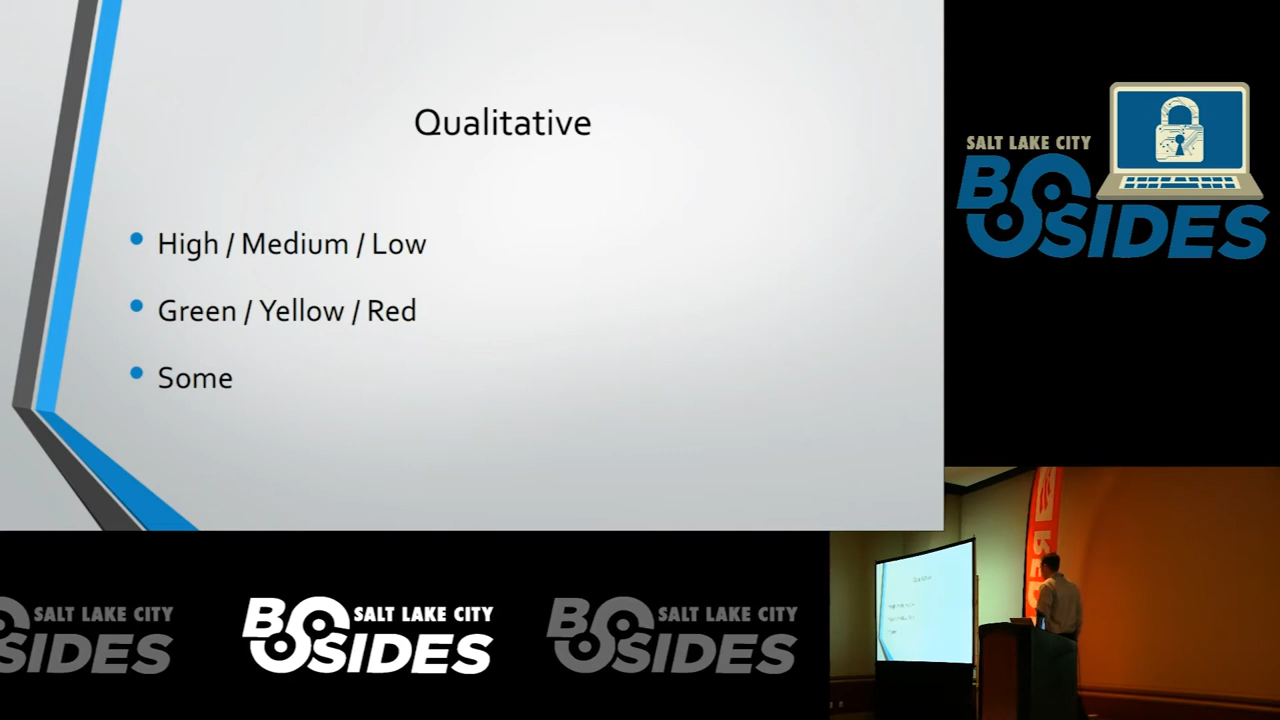 Qualitative
High / Medium / Low
Green / Yellow / Red
Some
SALT LAKE CITY
BSIDES
SALT LAKE CITY
SIDES
BSIDES
SALT LAKE CITY
BSIDES
SALT LAKE CITY